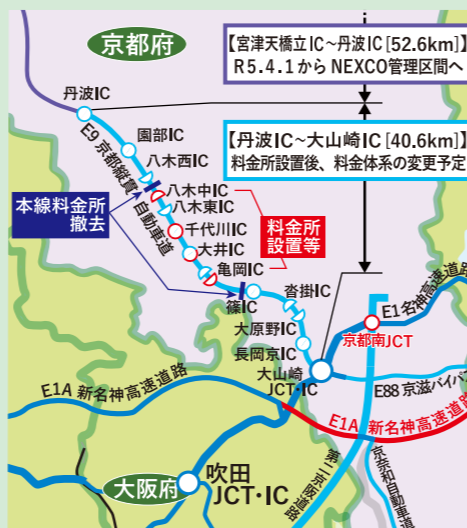 京都府
【宮津天橋立IC~丹波IC[52.6km]】
R5.4.1からNEXCO管理区間へ
【丹波IC~大山崎IC[40.6km]】
料金所設置後、料金体系の変更予定
丹波IC
園部IC
八木西IC
E9 京都縦貫自動車道
八木中IC
八木東IC
千代川IC
大井IC
亀岡IC
本線料金所
撤去
料金所
設置等
篠IC
沓掛IC
大原野IC
長岡京IC
大山崎
JCT・IC
E1名神高速道路
京都南JCT
E1A 新名神高速道路
E88 京滋バイパ
E1A 新名神高速道路
大阪府
吹田
JCT・IC
第二京阪道路
京奈和自動車道